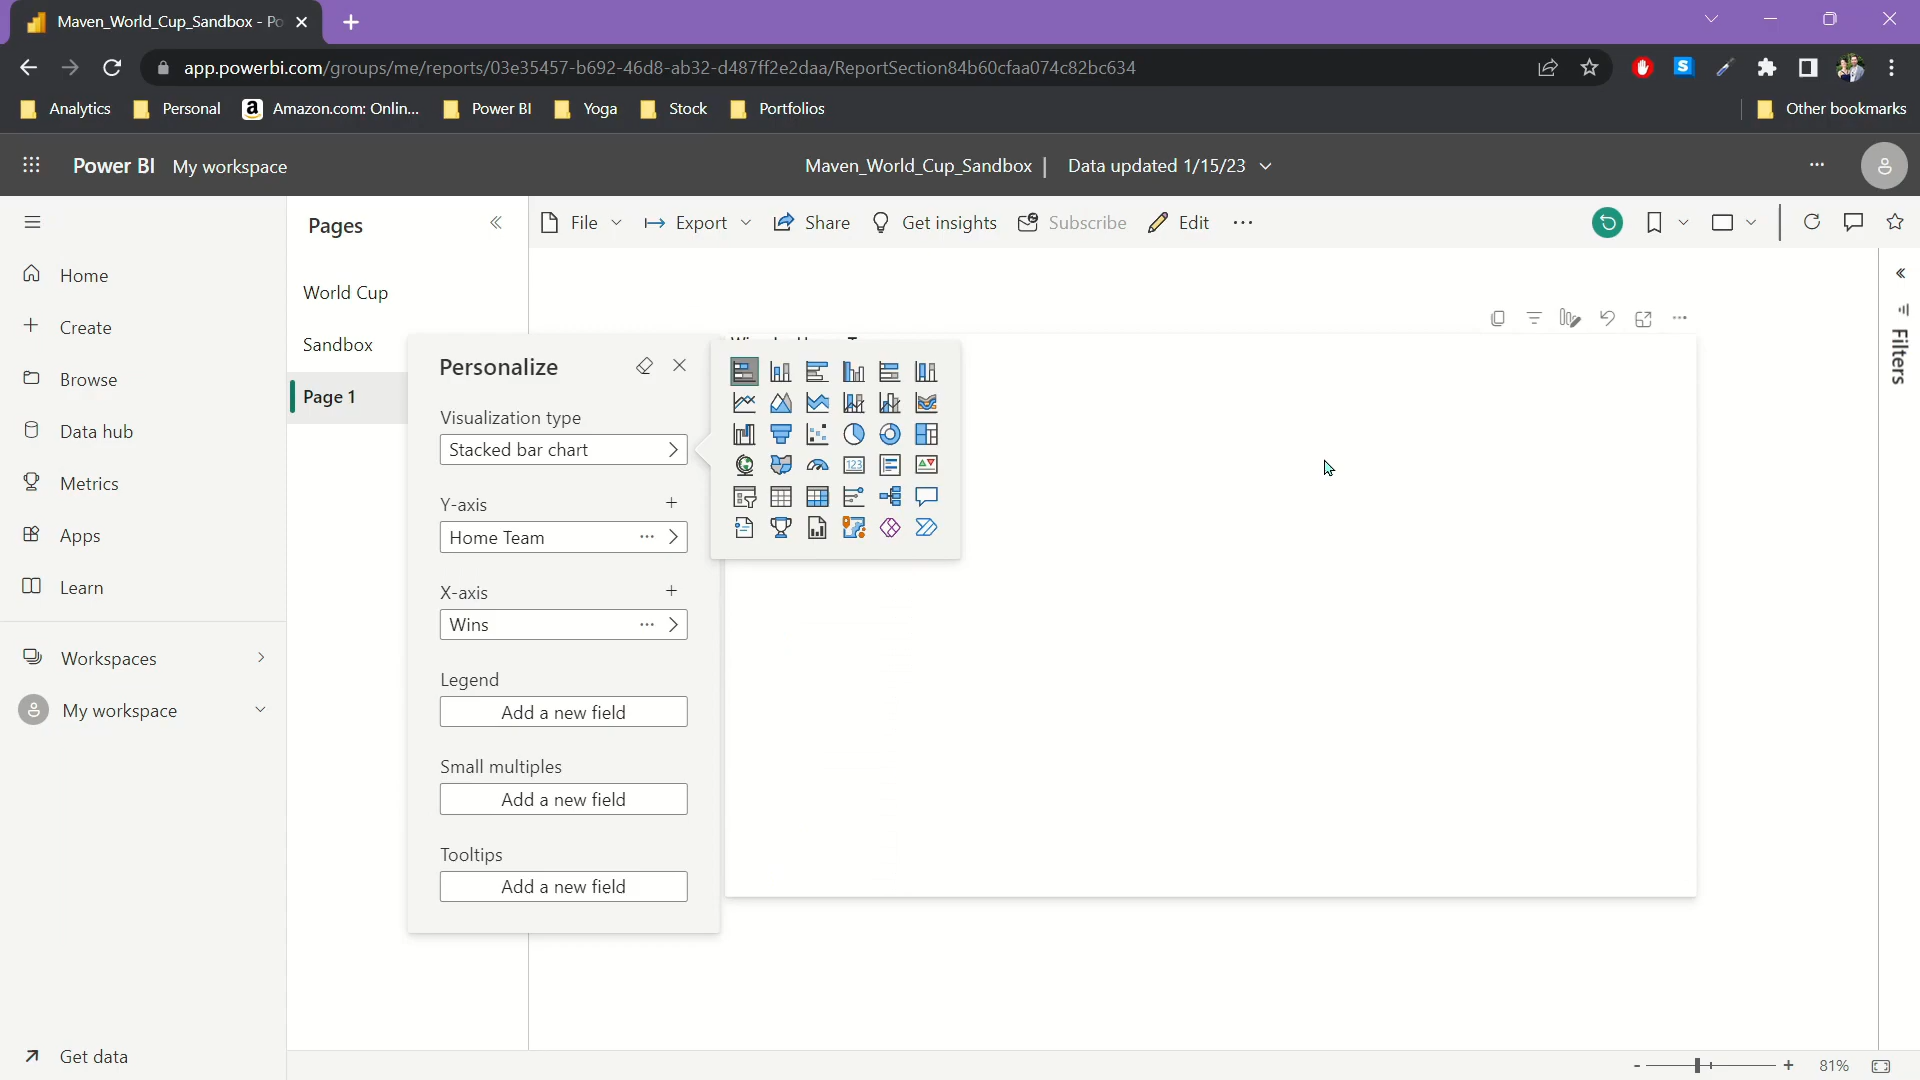 Maven_World_Cup_Sandbox - Po
app.powerbi.com/groups/me/reports/03e35457-b692-46d8-ab32-d487ff2e2daa/ReportSection84b60cfaa074c82bc634
Analytics
Personal
Amazon.com: Onlin...
Power BI
Yoga
Stock
Portfolios
Other bookmarks
Power BI My workspace
Maven_World_Cup_Sandbox | Data updated 1/15/23
File
Export
Share
Get insights
Subscribe
Edit
Home
Create
Browse
Data hub
Metrics
Apps
Learn
Workspaces
My workspace
Get data
Pages
World Cup
Sandbox
Page 1
Personalize
Visualization type
Stacked bar chart
Y-axis
Home Team
X-axis
Wins
Legend
Add a new field
Small multiples
Add a new field
Tooltips
Add a new field
123
Filters
81%